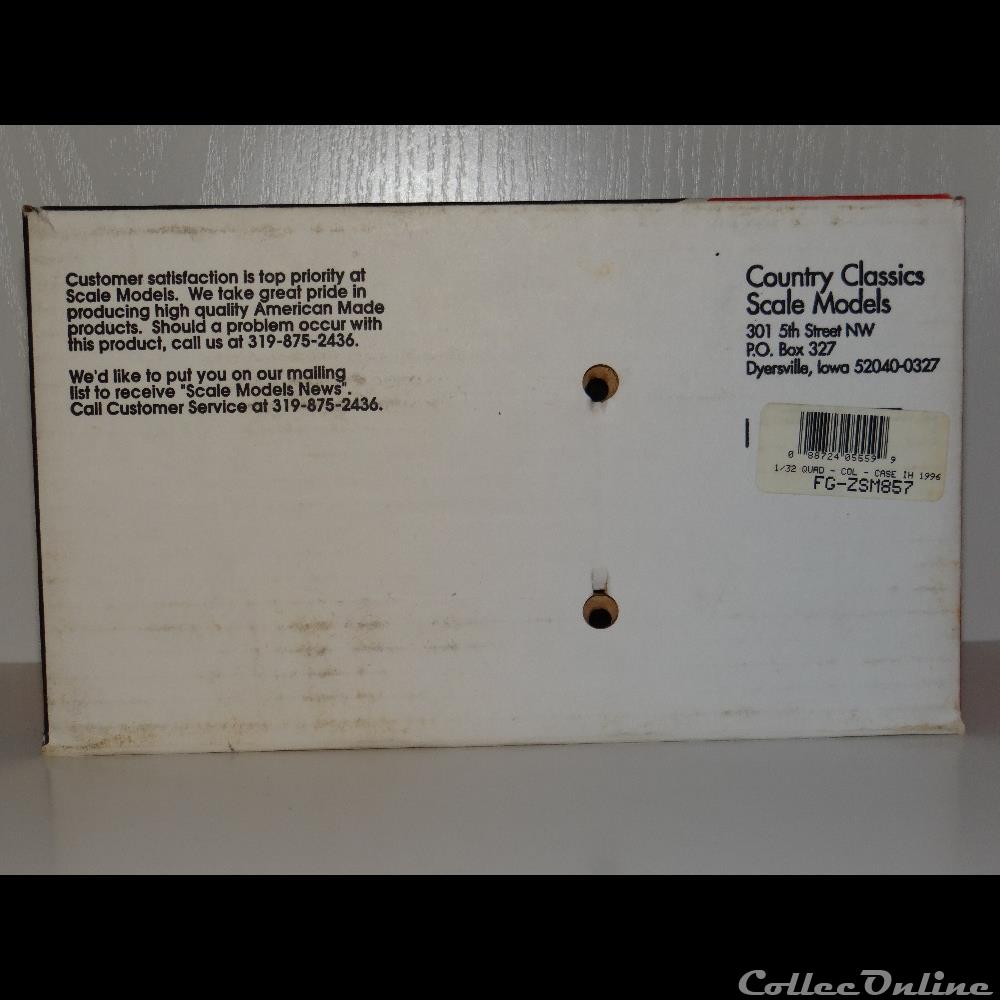 Customer satisfaction is top priority at
Scale Models. We take great pride in
producing high quality American Made
products. Should a problem occur with
this product, call us at 319-875-2436.
We'd like to put you on our mailing
list to receive "Scale Models News".
Call Customer Service at 319-875-2436.
Country Classics
Scale Models
301 5th Street NW
P.O. Box 327
Dyersville, Iowa 52040-0327
0 88724 05559 9
1/32 QUAD - COL - CASE IH 1996
FG-ZSM857
CollecOnline